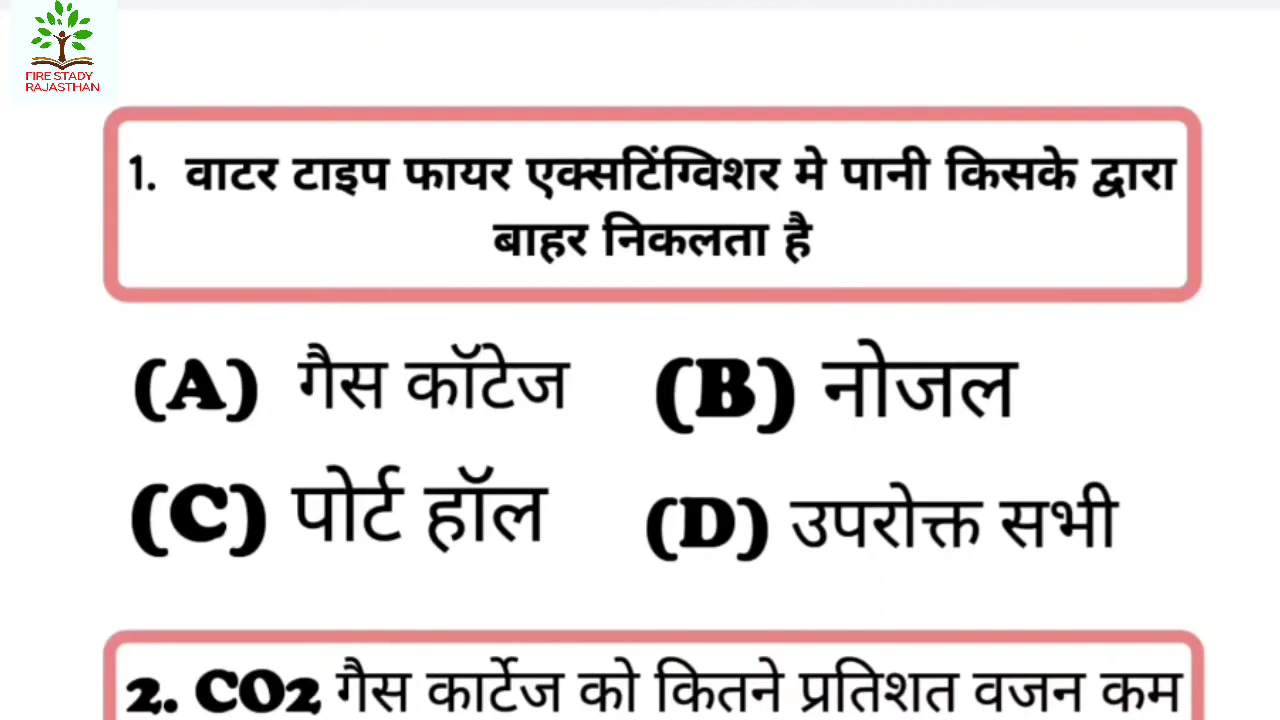 FIRE STADY
RAJASTHAN
1. वाटर टाइप फायर एक्सटिंग्विशर मे पानी किसके द्वारा
बाहर निकलता है
(A) गैस कॉटेज (B) नोजल
(C) पोर्ट हॉल (D) उपरोक्त सभी
2. CO2 गैस कार्टेज को कितने प्रतिशत वजन कम